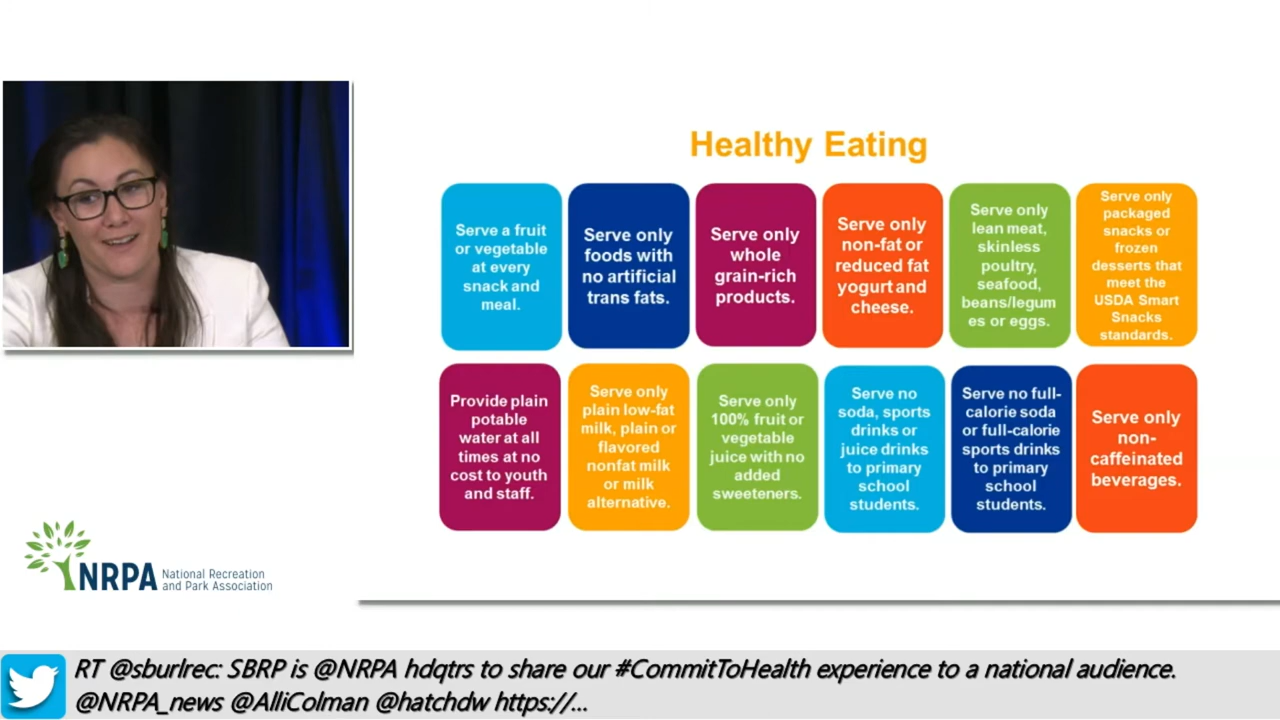 Healthy Eating
Serve a fruit
or vegetable
at every
snack and
meal.
Serve only
foods with
no artificial
trans fats.
Serve only
whole
grain-rich
products.
Serve only
non-fat or
reduced fat
yogurt and
cheese.
Serve only
lean meat,
skinless
poultry,
seafood,
beans/legum
es or eggs.
Serve only
packaged
snacks or
frozen
desserts that
meet the
USDA Smart
Snacks
standards.
Provide plain
potable
water at all
times at no
cost to youth
and staff.
Serve only
plain low-fat
milk, plain or
flavored
nonfat milk
or milk
alternative.
Serve only
100% fruit or
vegetable
juice with no
added
sweeteners.
Serve no
soda, sports
drinks or
juice drinks
to primary
school
students.
Serve no full-
calorie soda
or full-calorie
sports drinks
to primary
school
students.
Serve only
non-
caffeinated
beverages.
NRPA National Recreation
and Park Association
RT @sburlrec: SBRP is @NRPA hdqtrs to share our #CommitToHealth experience to a national audience.
@NRPA_news @AlliColman @hatchdw https://...